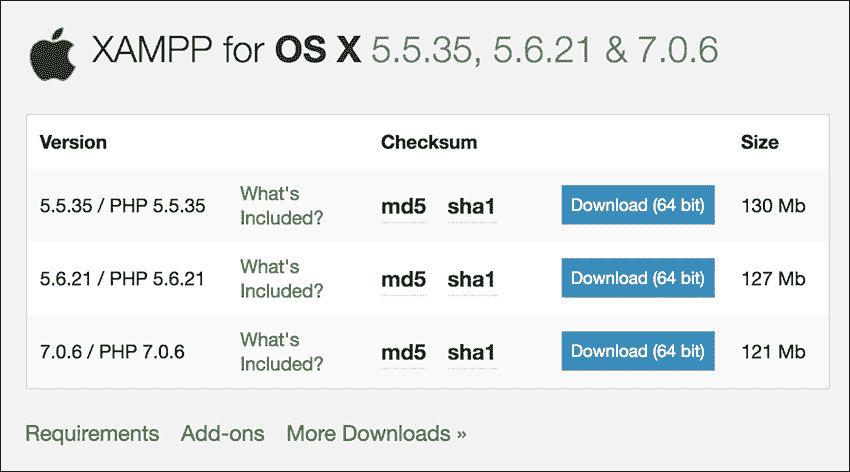 XAMPP for OS X 5.5.35, 5.6.21 & 7.0.6
Version Checksum Size
5.5.35 / PHP 5.5.35 What's Included? md5 sha1 Download (64 bit) 130 Mb
5.6.21 / PHP 5.6.21 What's Included? md5 sha1 Download (64 bit) 127 Mb
7.0.6 / PHP 7.0.6 What's Included? md5 sha1 Download (64 bit) 121 Mb
Requirements Add-ons More Downloads »